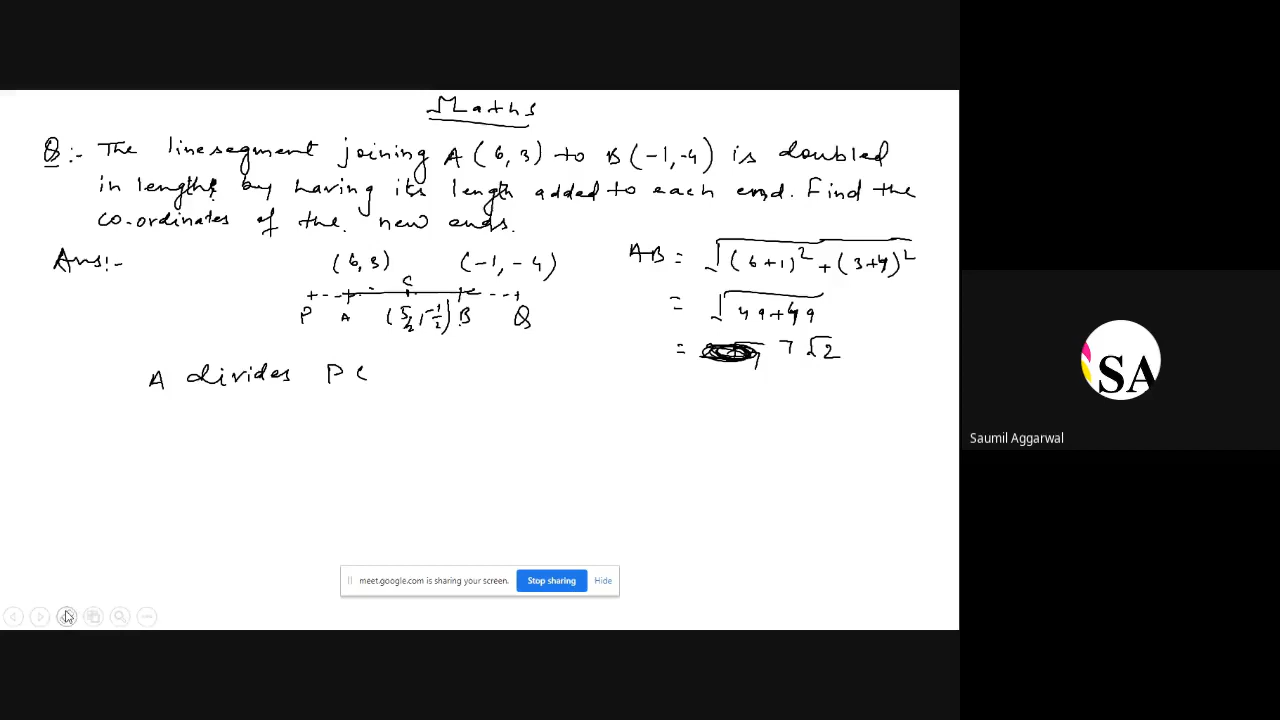 Maths
Q:- The linesegment joining A (6, 3) to B (-1, -4) is doubled
in length by having its length added to each end. Find the
co-ordinates of the new ends.
Ans:-
(6, 3) (-1, -4)
C
P A (5/2, -1/2) B Q
AB = √((6+1)² + (3+4)²)
= √(49+49)
= 7√2
A divides PC
meet.google.com is sharing your screen. Stop sharing Hide
SA
Saumil Aggarwal